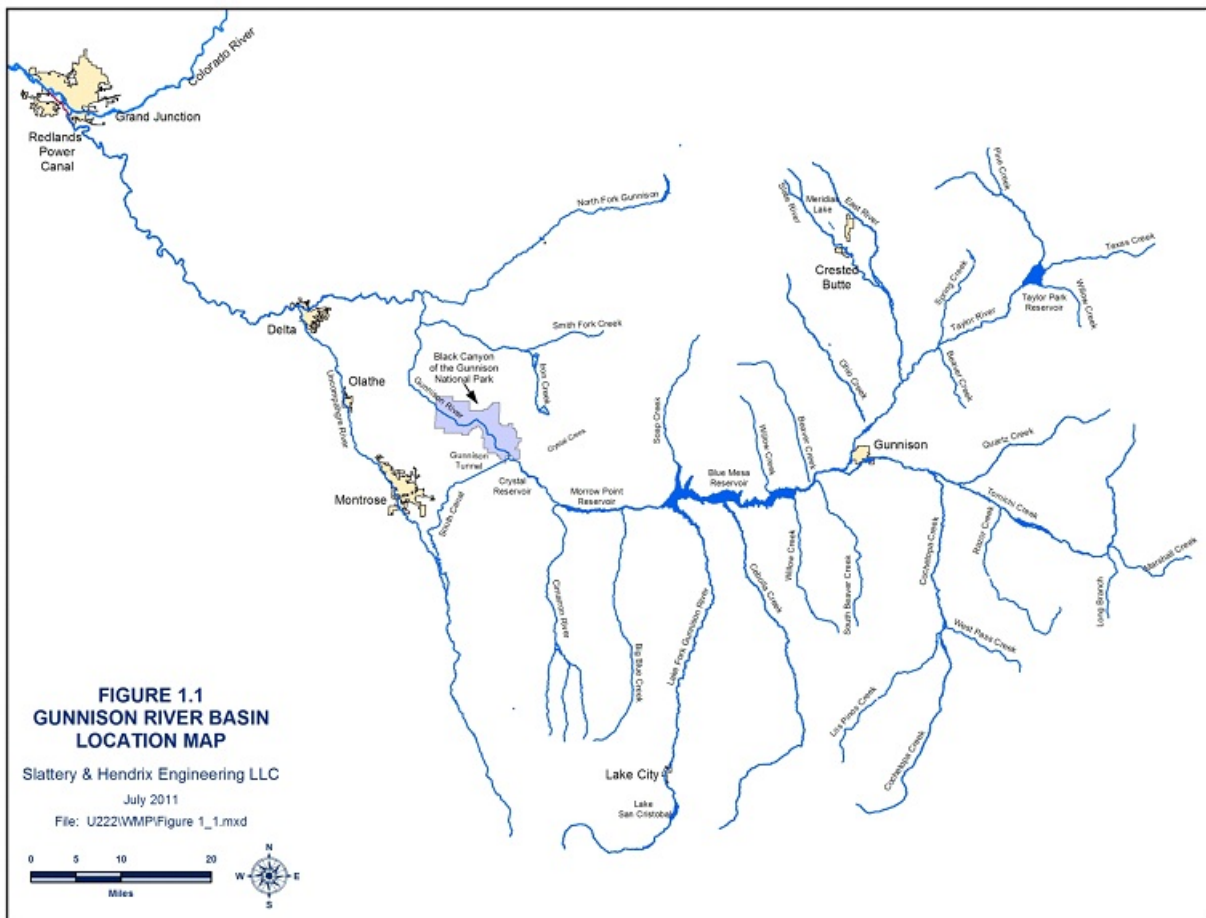 Colorado River
Grand Junction
Redlands
Power
Canal
North Fork Gunnison
Slate River
Meridian
Lake
East River
Crested
Butte
Pinn Creek
Texas Creek
Willow Creek
Taylor Park
Reservoir
Spring Creek
Taylor River
Beaver Creek
Ohio Creek
Delta
Smith Fork Creek
Iron Creek
Black Canyon
of the Gunnison
National Park
Gunnison River
Olathe
Uncompahgre River
Crystal Creek
Gunnison
Tunnel
Crystal
Reservoir
Montrose
South Canal
Morrow Point
Reservoir
Soap Creek
Blue Mesa
Reservoir
Willow Creek
Beaver Creek
Gunnison
Quartz Creek
Tomichi Creek
Razor Creek
Cochetopa Creek
Marshall Creek
Long Branch
Cimarron River
Big Blue Creek
Lake Fork Gunnison River
Cebolla Creek
Willow Creek
South Beaver Creek
West Pass Creek
Los Pinos Creek
Cochetopa Creek
Lake City
Lake
San Cristobal
FIGURE 1.1
GUNNISON RIVER BASIN
LOCATION MAP
Slattery & Hendrix Engineering LLC
July 2011
File: U222\WMP\Figure 1_1.mxd
0 5 10 20
Miles
N
W E
S